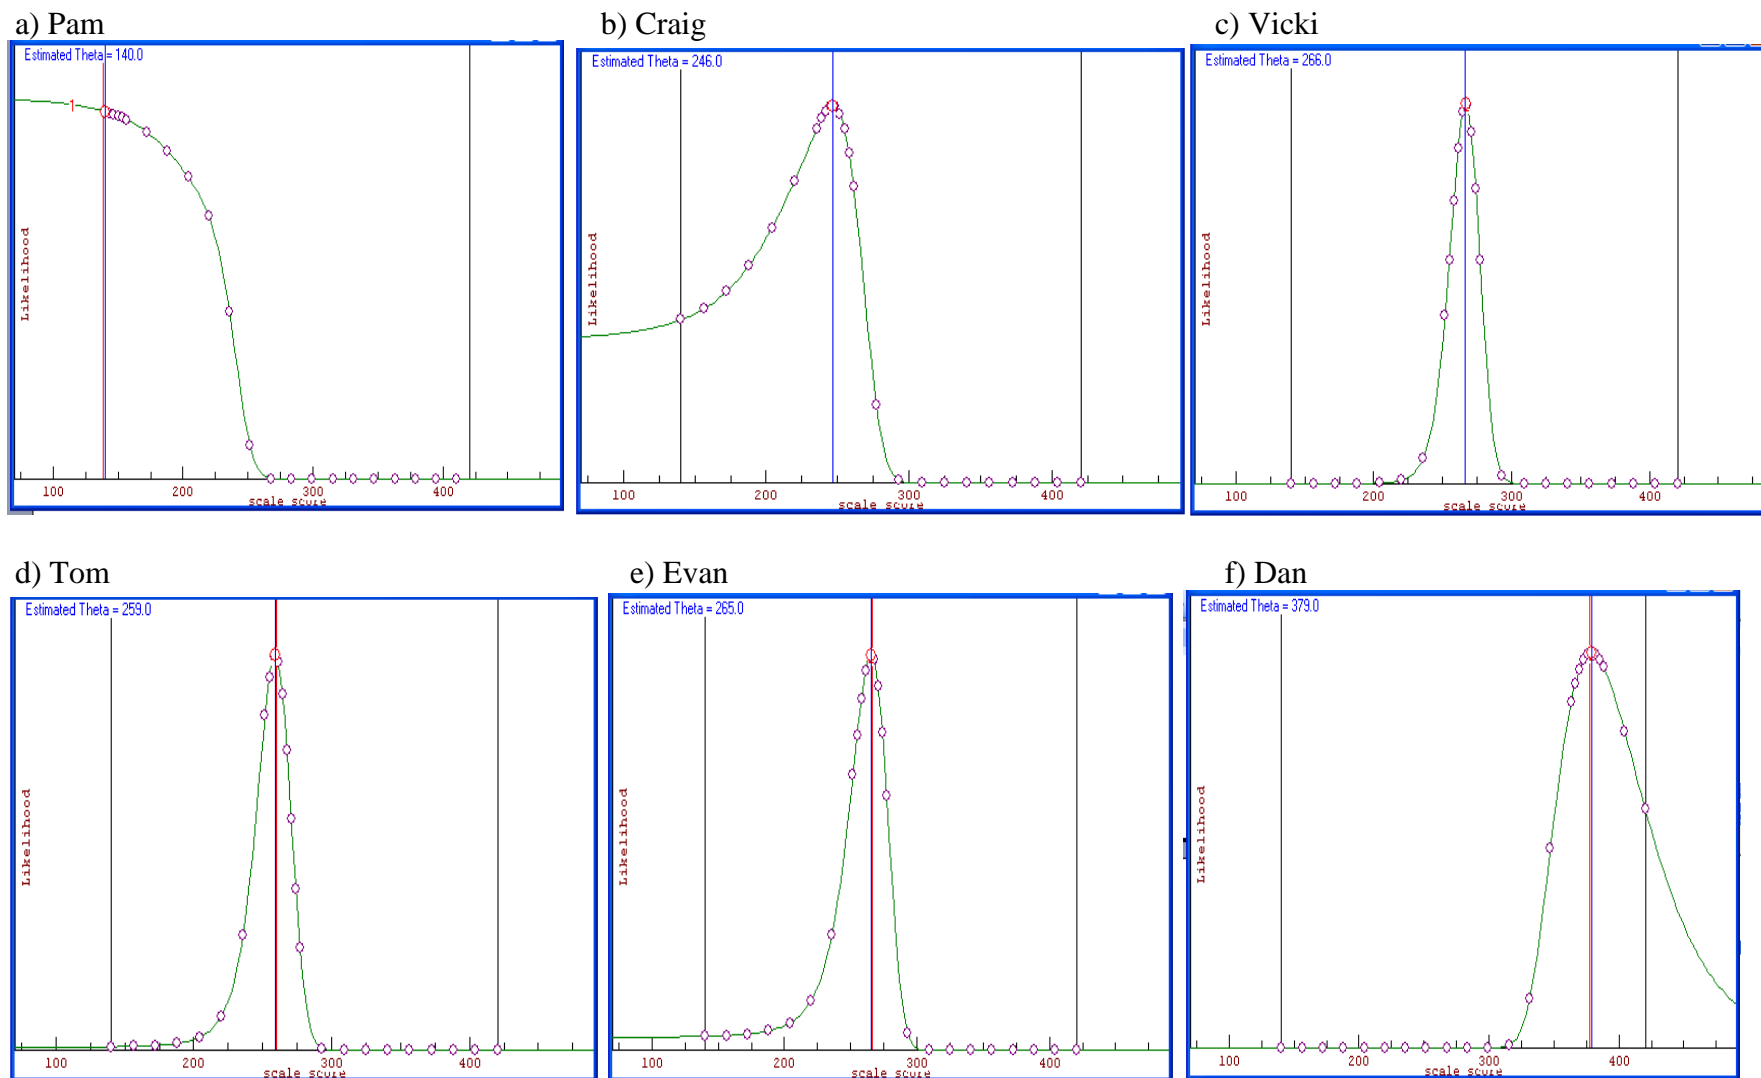 a) Pam
b) Craig
c) Vicki
Estimated Theta = 140.0
Estimated Theta = 246.0
Estimated Theta = 266.0
1
Likelihood
Likelihood
Likelihood
100 200 300 400
scale score
100 200 300 400
scale score
100 200 300 400
scale score
d) Tom
e) Evan
f) Dan
Estimated Theta = 259.0
Estimated Theta = 265.0
Estimated Theta = 379.0
Likelihood
Likelihood
Likelihood
100 200 300 400
scale score
100 200 300 400
scale score
100 200 300 400
scale score